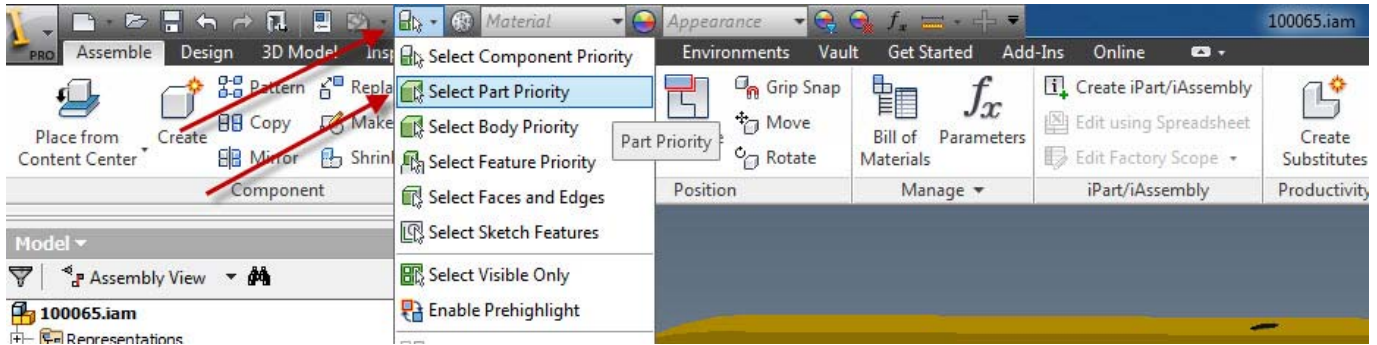 Material Appearance fx 100065.iam
PRO Assemble Design 3D Model Environments Vault Get Started Add-Ins Online
Select Component Priority
Select Part Priority
Select Body Priority
Select Feature Priority
Select Faces and Edges
Select Sketch Features
Select Visible Only
Enable Prehighlight
Part Priority
Place from
Content Center
Create
Pattern
Copy
Mirror
Component
Grip Snap
Move
Rotate
Position
Bill of
Materials
fx
Parameters
Manage
Create iPart/iAssembly
Edit using Spreadsheet
Edit Factory Scope
iPart/iAssembly
Create
Substitutes
Productivity
Model
Assembly View
100065.iam
Representations